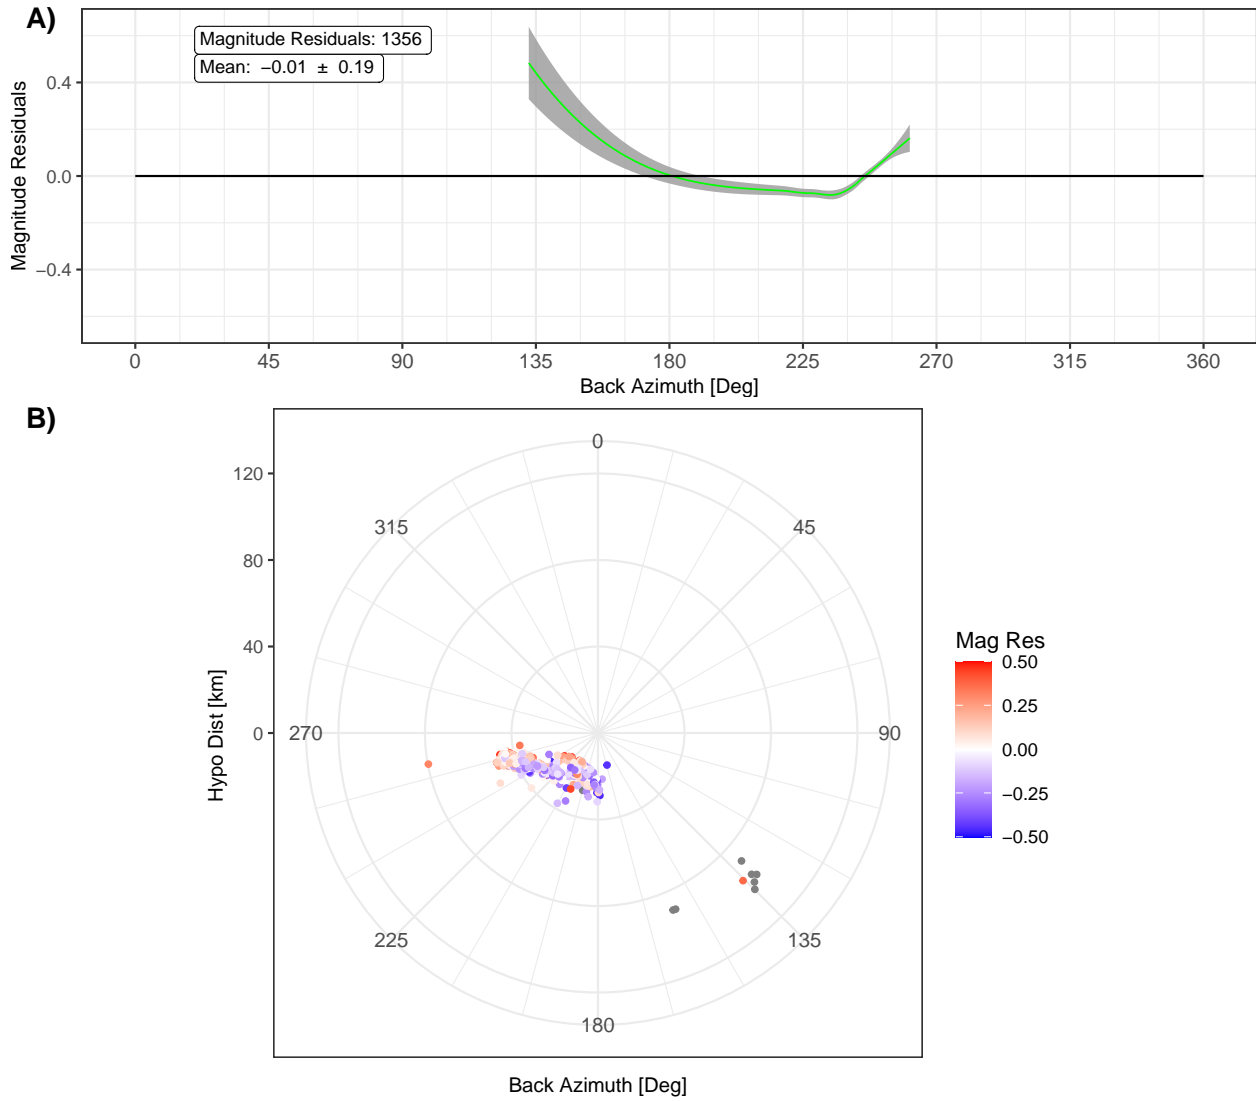 A)
Magnitude Residuals: 1356
Mean: −0.01 ± 0.19
0.4
0.0
−0.4
Magnitude Residuals
0 45 90 135 180 225 270 315 360
Back Azimuth [Deg]
B)
0
45
90
135
180
225
270
315
120
80
40
0
Hypo Dist [km]
Back Azimuth [Deg]
Mag Res
0.50
0.25
0.00
−0.25
−0.50